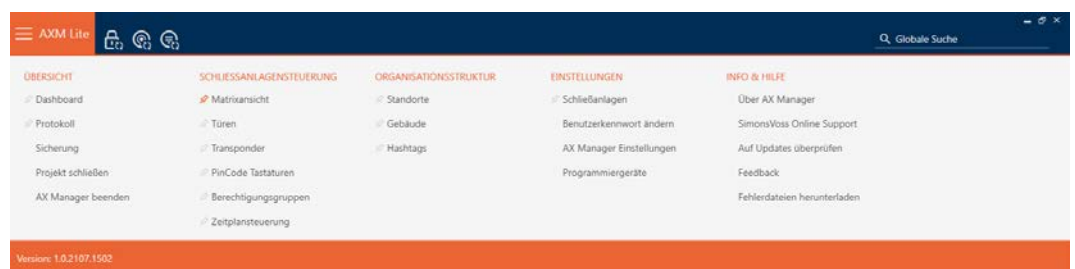 AXM Lite
Globale Suche
ÜBERSICHT
Dashboard
Protokoll
Sicherung
Projekt schließen
AX Manager beenden
SCHLIESSANLAGENSTEUERUNG
Matrixansicht
Türen
Transponder
PinCode Tastaturen
Berechtigungsgruppen
Zeitplansteuerung
ORGANISATIONSSTRUKTUR
Standorte
Gebäude
Hashtags
EINSTELLUNGEN
Schließanlagen
Benutzerkennwort ändern
AX Manager Einstellungen
Programmiergeräte
INFO & HILFE
Über AX Manager
SimonsVoss Online Support
Auf Updates überprüfen
Feedback
Fehlerdateien herunterladen
Version: 1.0.2107.1502